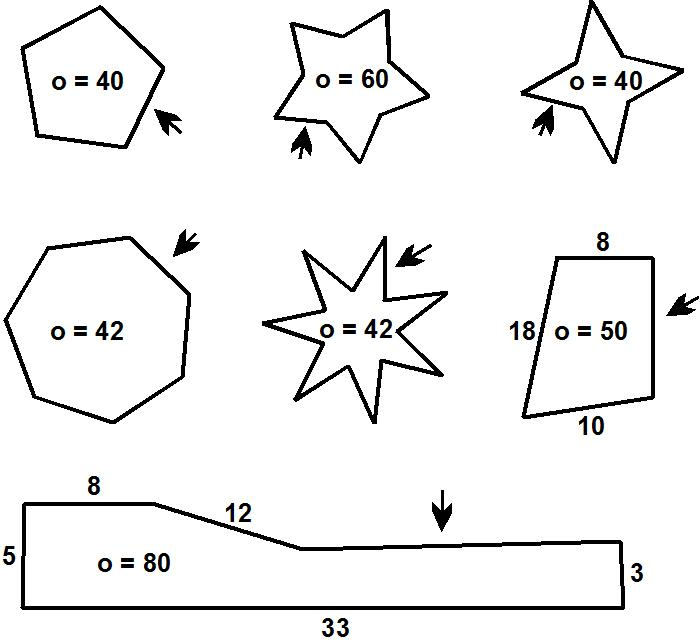 o = 40
o = 60
o = 40
o = 42
o = 42
8
18
o = 50
10
8
12
5
o = 80
3
33